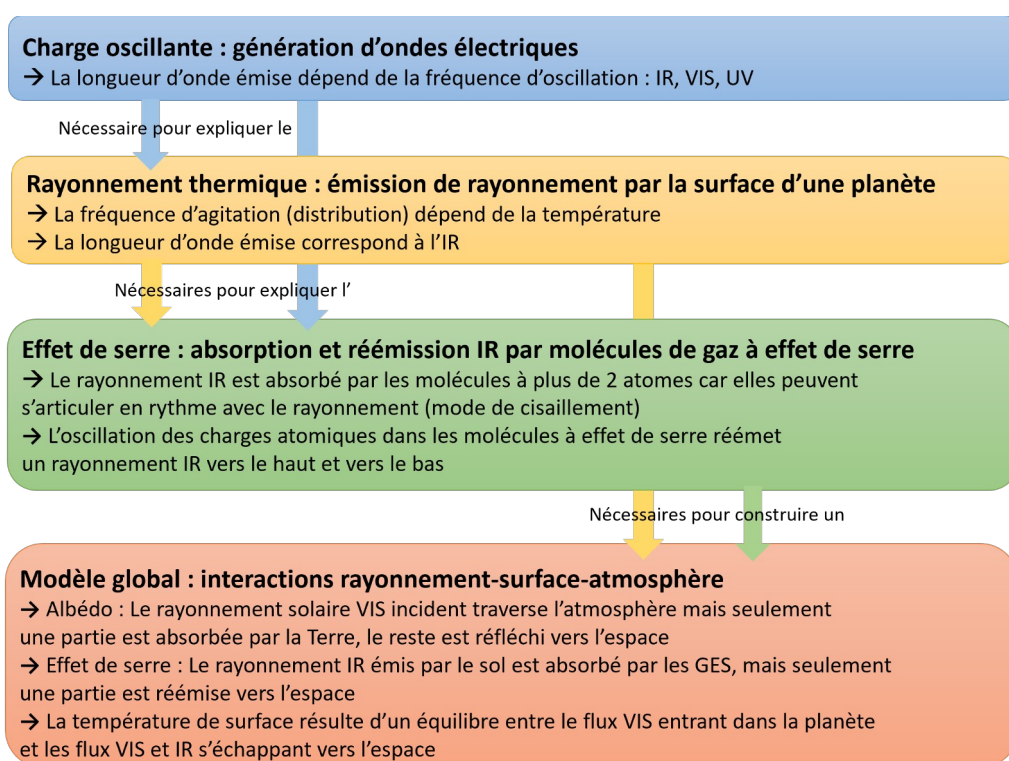 Charge oscillante : génération d’ondes électriques
→ La longueur d’onde émise dépend de la fréquence d’oscillation : IR, VIS, UV
Nécessaire pour expliquer le
Rayonnement thermique : émission de rayonnement par la surface d’une planète
→ La fréquence d’agitation (distribution) dépend de la température
→ La longueur d’onde émise correspond à l’IR
Nécessaires pour expliquer l’
Effet de serre : absorption et réémission IR par molécules de gaz à effet de serre
→ Le rayonnement IR est absorbé par les molécules à plus de 2 atomes car elles peuvent
s’articuler en rythme avec le rayonnement (mode de cisaillement)
→ L’oscillation des charges atomiques dans les molécules à effet de serre réémet
un rayonnement IR vers le haut et vers le bas
Nécessaires pour construire un
Modèle global : interactions rayonnement-surface-atmosphère
→ Albédo : Le rayonnement solaire VIS incident traverse l’atmosphère mais seulement
une partie est absorbée par la Terre, le reste est réfléchi vers l’espace
→ Effet de serre : Le rayonnement IR émis par le sol est absorbé par les GES, mais seulement
une partie est réémise vers l’espace
→ La température de surface résulte d’un équilibre entre le flux VIS entrant dans la planète
et les flux VIS et IR s’échappant vers l’espace